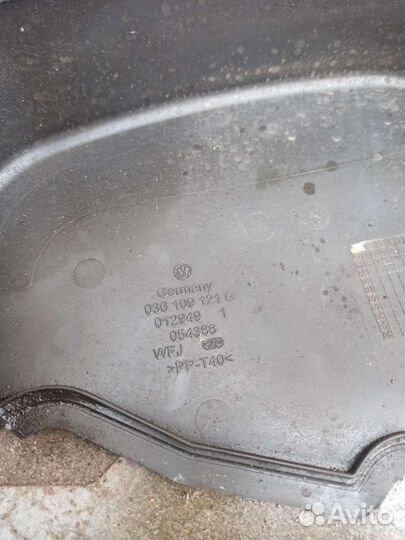 Germany
036 109 121 G
012949 1
054388
WFJ
>PP-T40<
Avito